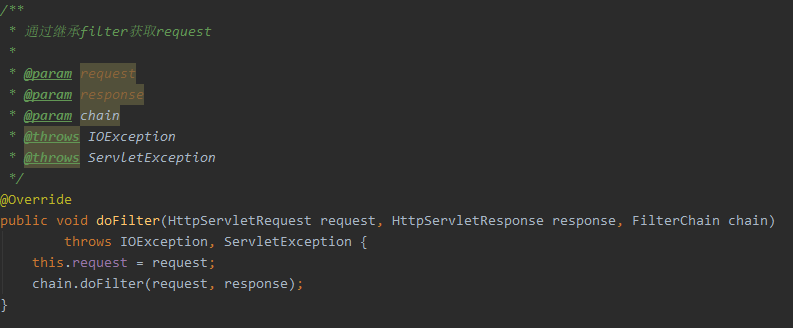 /**
 * 通过继承filter获取request
 *
 * @param request
 * @param response
 * @param chain
 * @throws IOException
 * @throws ServletException
 */
@Override
public void doFilter(HttpServletRequest request, HttpServletResponse response, FilterChain chain)
        throws IOException, ServletException {
    this.request = request;
    chain.doFilter(request, response);
}